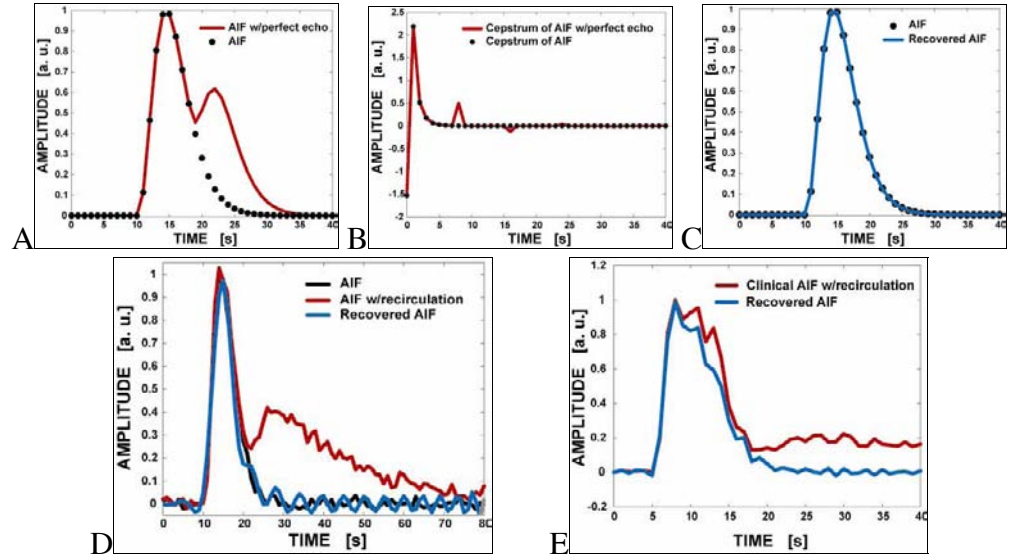 A
AMPLITUDE [a. u.]
1
0.9
0.8
0.7
0.6
0.5
0.4
0.3
0.2
0.1
0
0 5 10 15 20 25 30 35 40
TIME [s]
AIF w/perfect echo
AIF
B
AMPLITUDE [a. u.]
2.5
2
1.5
1
0.5
0
-0.5
-1
-1.5
-2
0 5 10 15 20 25 30 35 40
TIME [s]
Cepstrum of AIF w/perfect echo
Cepstrum of AIF
C
AMPLITUDE [a. u.]
1
0.9
0.8
0.7
0.6
0.5
0.4
0.3
0.2
0.1
0
0 5 10 15 20 25 30 35 40
TIME [s]
AIF
Recovered AIF
D
AMPLITUDE [a. u.]
1
0.9
0.8
0.7
0.6
0.5
0.4
0.3
0.2
0.1
0
0 10 20 30 40 50 60 70 80
TIME [s]
AIF
AIF w/recirculation
Recovered AIF
E
AMPLITUDE [a. u.]
1.2
1
0.8
0.6
0.4
0.2
0
-0.2
0 5 10 15 20 25 30 35 40
TIME [s]
Clinical AIF w/recirculation
Recovered AIF